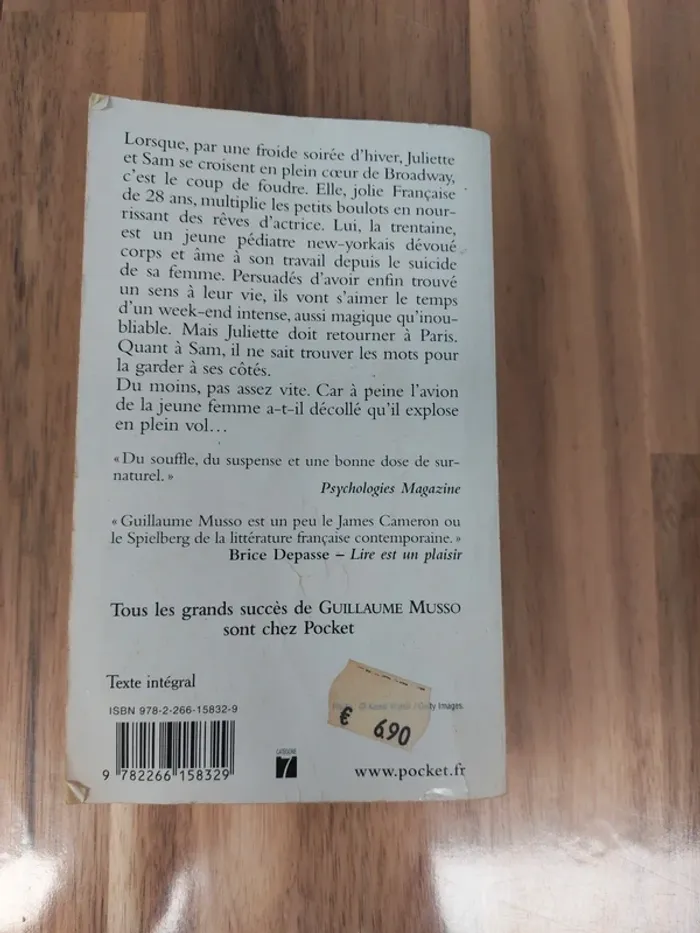 Lorsque, par une froide soirée d'hiver, Juliette
et Sam se croisent en plein cœur de Broadway,
c'est le coup de foudre. Elle, jolie Française
de 28 ans, multiplie les petits boulots en nour-
rissant des rêves d'actrice. Lui, la trentaine,
est un jeune pédiatre new-yorkais dévoué
corps et âme à son travail depuis le suicide
de sa femme. Persuadés d'avoir enfin trouvé
un sens à leur vie, ils vont s'aimer le temps
d'un week-end intense, aussi magique qu'inou-
bliable. Mais Juliette doit retourner à Paris.
Quant à Sam, il ne sait trouver les mots pour
la garder à ses côtés.
Du moins, pas assez vite. Car à peine l'avion
de la jeune femme a-t-il décollé qu'il explose
en plein vol…
« Du souffle, du suspense et une bonne dose de sur-
naturel. »
Psychologies Magazine
« Guillaume Musso est un peu le James Cameron ou
le Spielberg de la littérature française contemporaine. »
Brice Depasse – Lire est un plaisir
Tous les grands succès de GUILLAUME MUSSO
sont chez Pocket
Texte intégral
ISBN 978-2-266-15832-9
Images.
€ 6.90
CATÉGORIE
7
www.pocket.fr
9 782266 158329